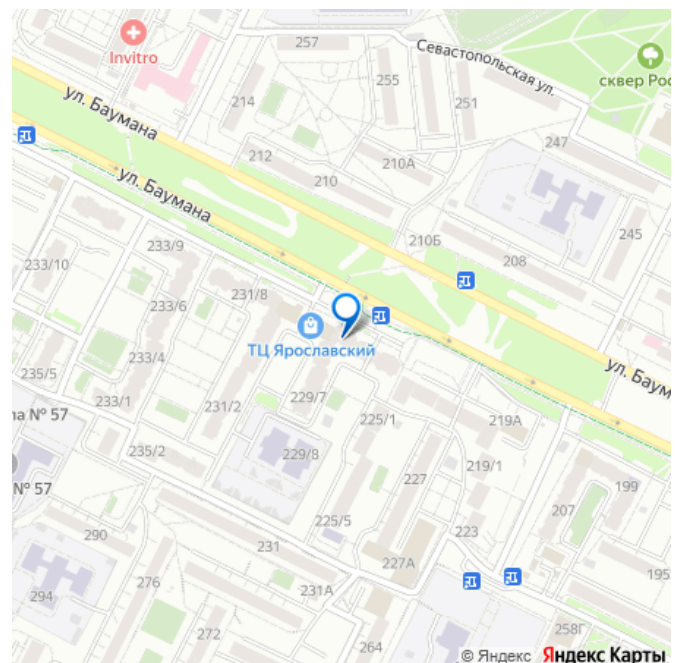 257
Севастопольская ул.
Invitro
255
сквер Рос
214
251
ул. Баумана
247
212
210А
210
ул. Баумана
233/9
210Б
245
208
233/10
231/8
233/6
ТЦ Ярославский
233/4
ул. Баум
235/5
233/1
231/2
229/7
225/1
219А
на № 57
235/2
229/8
219/1
227
199
№ 57
207
225/5
290
231
223
227А
195
276
231А
294
272
264
258Г
© Яндекс Яндекс Карты